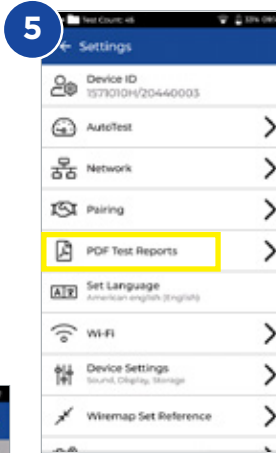 5
Test Count: 46
Settings
Device ID
1571010H/20440003
AutoTest
Network
Pairing
PDF Test Reports
Set Language
American english (English)
Wi-Fi
Device Settings
Sound, Display, Storage
Wiremap Set Reference